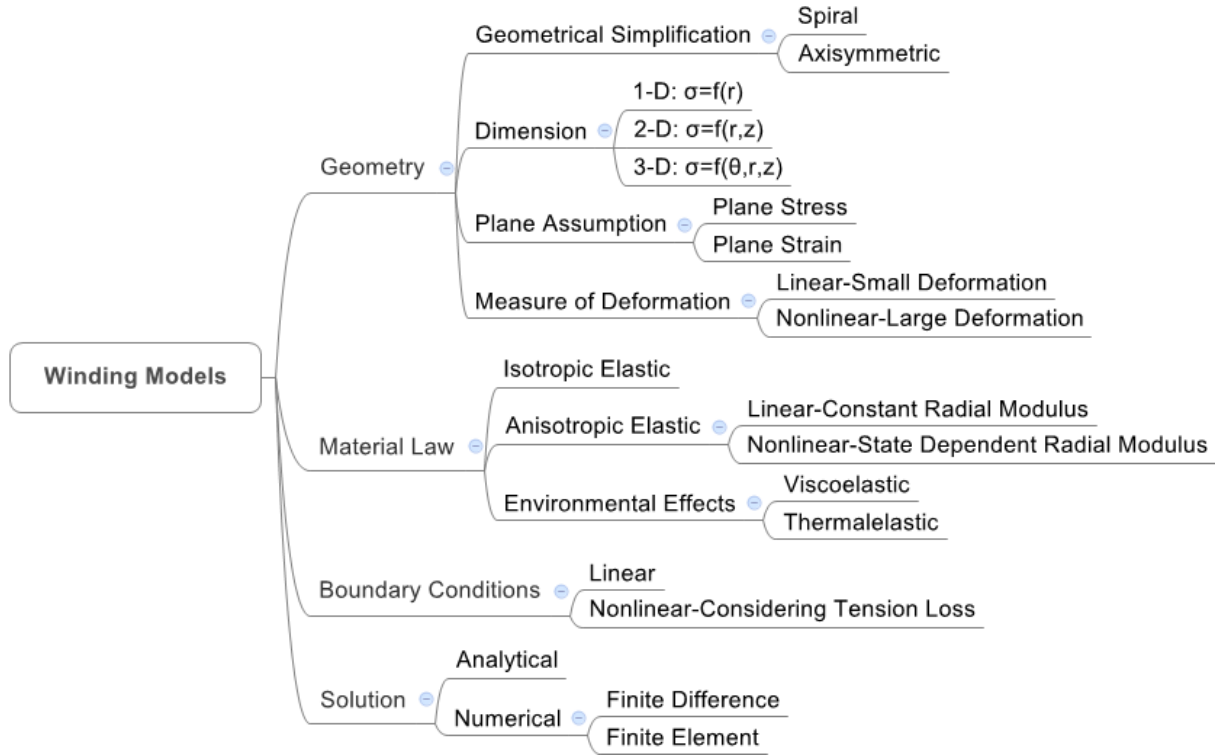 Winding Models
Geometry
Geometrical Simplification
Spiral
Axisymmetric
Dimension
1-D: σ=f(r)
2-D: σ=f(r,z)
3-D: σ=f(θ,r,z)
Plane Assumption
Plane Stress
Plane Strain
Measure of Deformation
Linear-Small Deformation
Nonlinear-Large Deformation
Material Law
Isotropic Elastic
Anisotropic Elastic
Linear-Constant Radial Modulus
Nonlinear-State Dependent Radial Modulus
Environmental Effects
Viscoelastic
Thermalelastic
Boundary Conditions
Linear
Nonlinear-Considering Tension Loss
Solution
Analytical
Numerical
Finite Difference
Finite Element